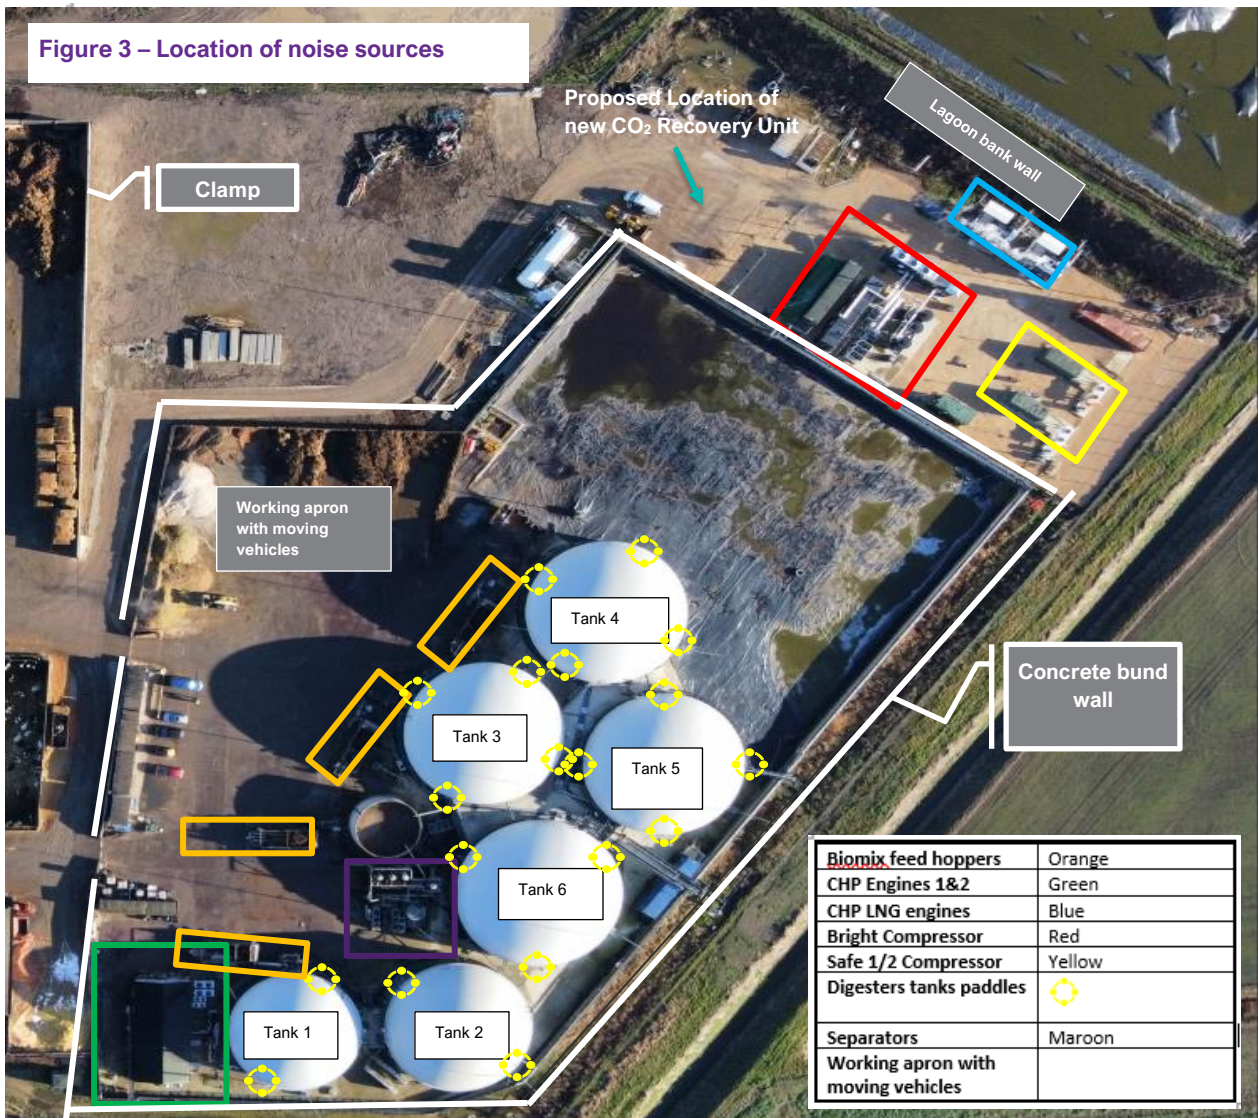 Figure 3 – Location of noise sources
Proposed Location of
new CO₂ Recovery Unit
Lagoon bank wall
Clamp
Working apron
with moving
vehicles
Tank 4
Tank 3
Tank 5
Concrete bund
wall
Tank 6
Tank 1
Tank 2
Biomix feed hoppers Orange
CHP Engines 1&2 Green
CHP LNG engines Blue
Bright Compressor Red
Safe 1/2 Compressor Yellow
Digesters tanks paddles
Separators Maroon
Working apron with
moving vehicles